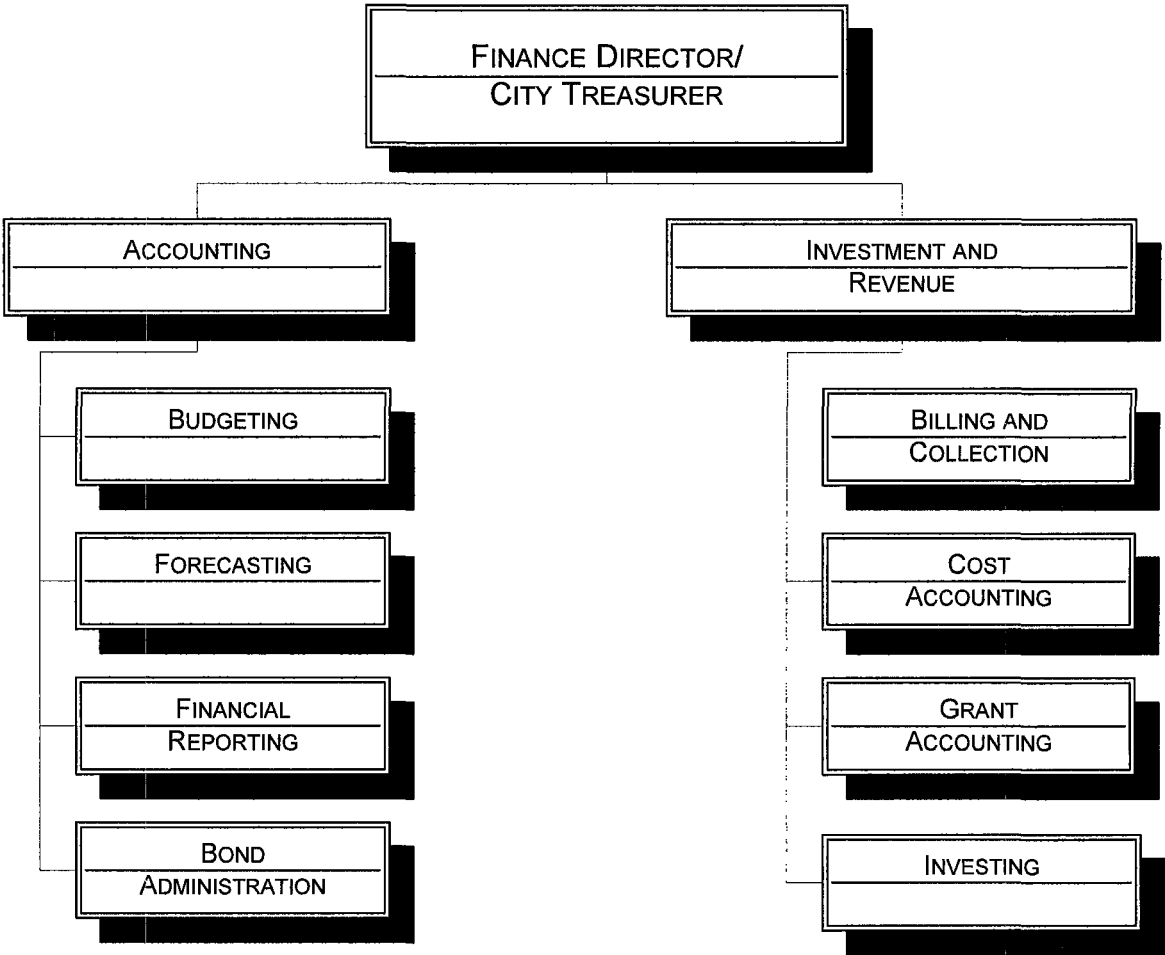 FINANCE DIRECTOR/
CITY TREASURER
ACCOUNTING
BUDGETING
FORECASTING
FINANCIAL
REPORTING
BOND
ADMINISTRATION
INVESTMENT AND
REVENUE
BILLING AND
COLLECTION
COST
ACCOUNTING
GRANT
ACCOUNTING
INVESTING